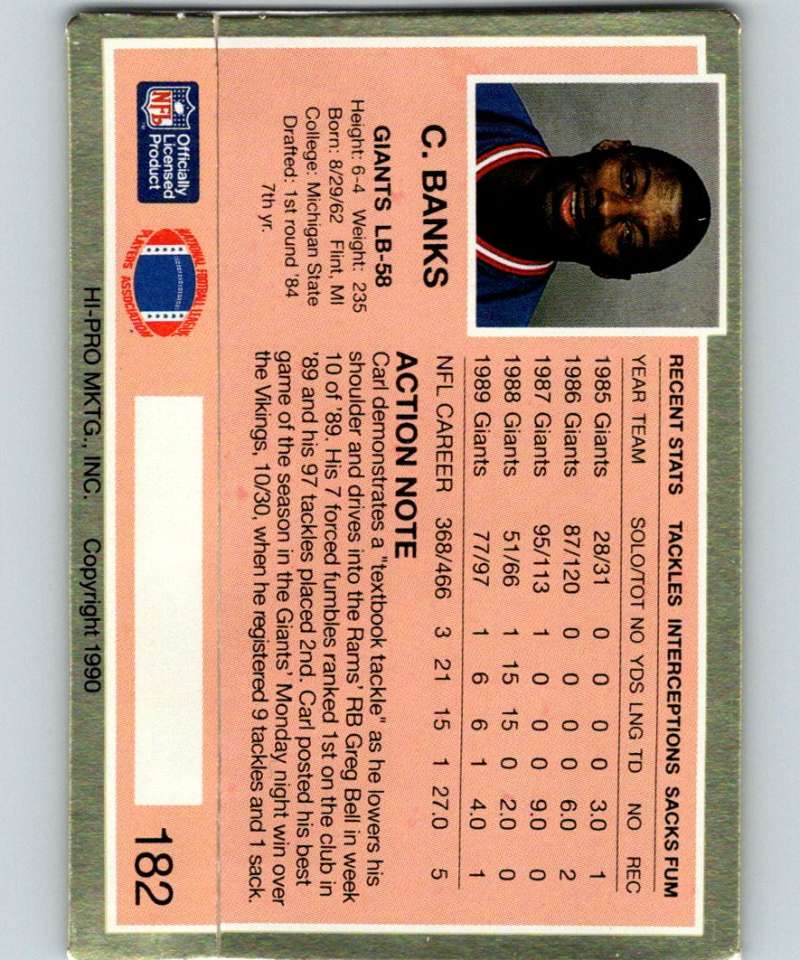 C. BANKS
GIANTS LB-58
Height: 6-4 Weight: 235
Born: 8/29/62 Flint, MI
College: Michigan State
Drafted: 1st round '84
7th yr.
RECENT STATS TACKLES INTERCEPTIONS SACKS FUM
YEAR TEAM SOLO/TOT NO YDS LNG TD NO REC
1985 Giants 28/31 0 0 0 0 3.0 1
1986 Giants 87/120 0 0 0 0 6.0 2
1987 Giants 95/113 1 0 0 0 9.0 0
1988 Giants 51/66 1 15 15 0 2.0 0
1989 Giants 77/97 1 6 6 1 4.0 1
NFL CAREER 368/466 3 21 15 1 27.0 5
ACTION NOTE
Carl demonstrates a "textbook tackle" as he lowers his
shoulder and drives into the Rams' RB Greg Bell in week
10 of '89. His 7 forced fumbles ranked 1st on the club in
'89 and his 97 tackles placed 2nd. Carl posted his best
game of the season in the Giants' Monday night win over
the Vikings, 10/30, when he registered 9 tackles and 1 sack.
NFL
Officially
Licensed
Product
NATIONAL FOOTBALL LEAGUE
PLAYERS ASSOCIATION
182
HI-PRO MKTG., INC. Copyright 1990